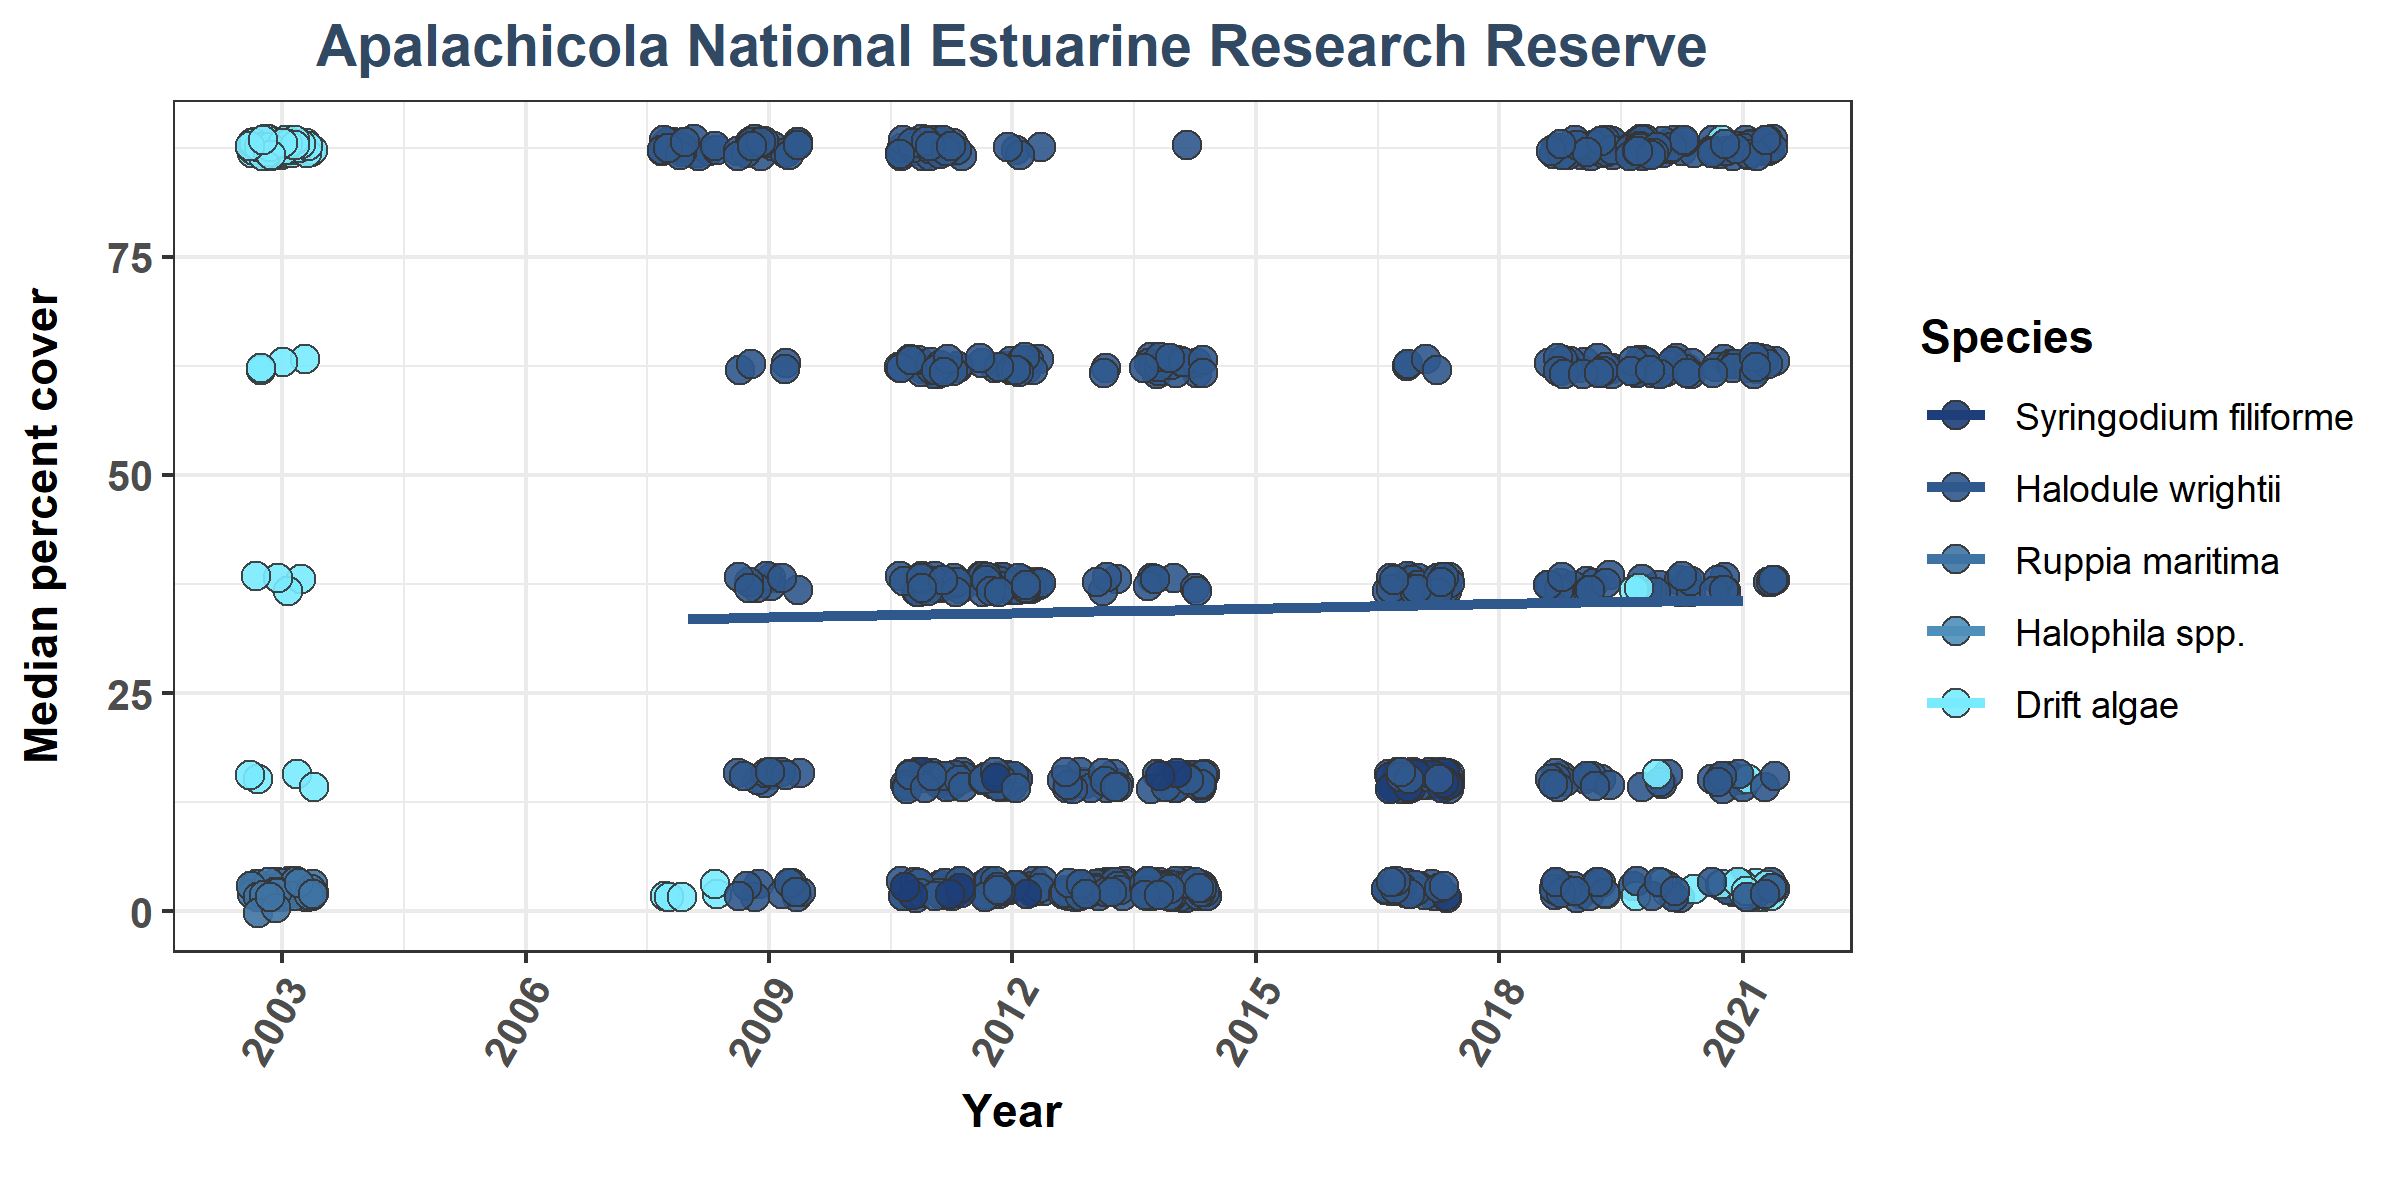 Apalachicola National Estuarine Research Reserve
Median percent cover
75
50
25
0
2003
2006
2009
2012
2015
2018
2021
Year
Species
Syringodium filiforme
Halodule wrightii
Ruppia maritima
Halophila spp.
Drift algae